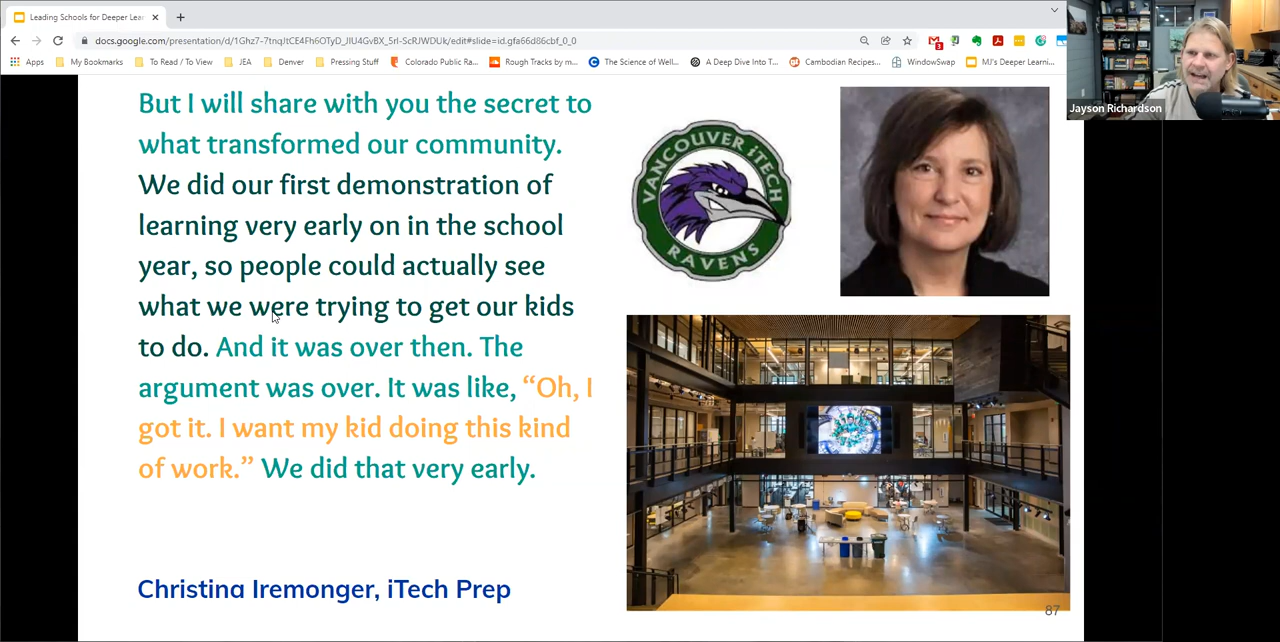 Leading Schools for Deeper Lear
docs.google.com/presentation/d/1Ghz7-7tnqJtCE4Fh6OTyD_JIU4GvBX_5rl-ScRJWDUk/edit#slide=id.gfa66d86cbf_0_0
3
Apps My Bookmarks To Read / To View JEA Denver Pressing Stuff Colorado Public Ra... Rough Tracks by m... The Science of Well... A Deep Dive Into T... Cambodian Recipes... WindowSwap MJ's Deeper Learni...
Jayson Richardson
But I will share with you the secret to
what transformed our community.
We did our first demonstration of
learning very early on in the school
year, so people could actually see
what we were trying to get our kids
to do. And it was over then. The
argument was over. It was like, “Oh, I
got it. I want my kid doing this kind
of work.” We did that very early.
Christina Iremonger, iTech Prep
VANCOUVER iTECH
RAVENS
87